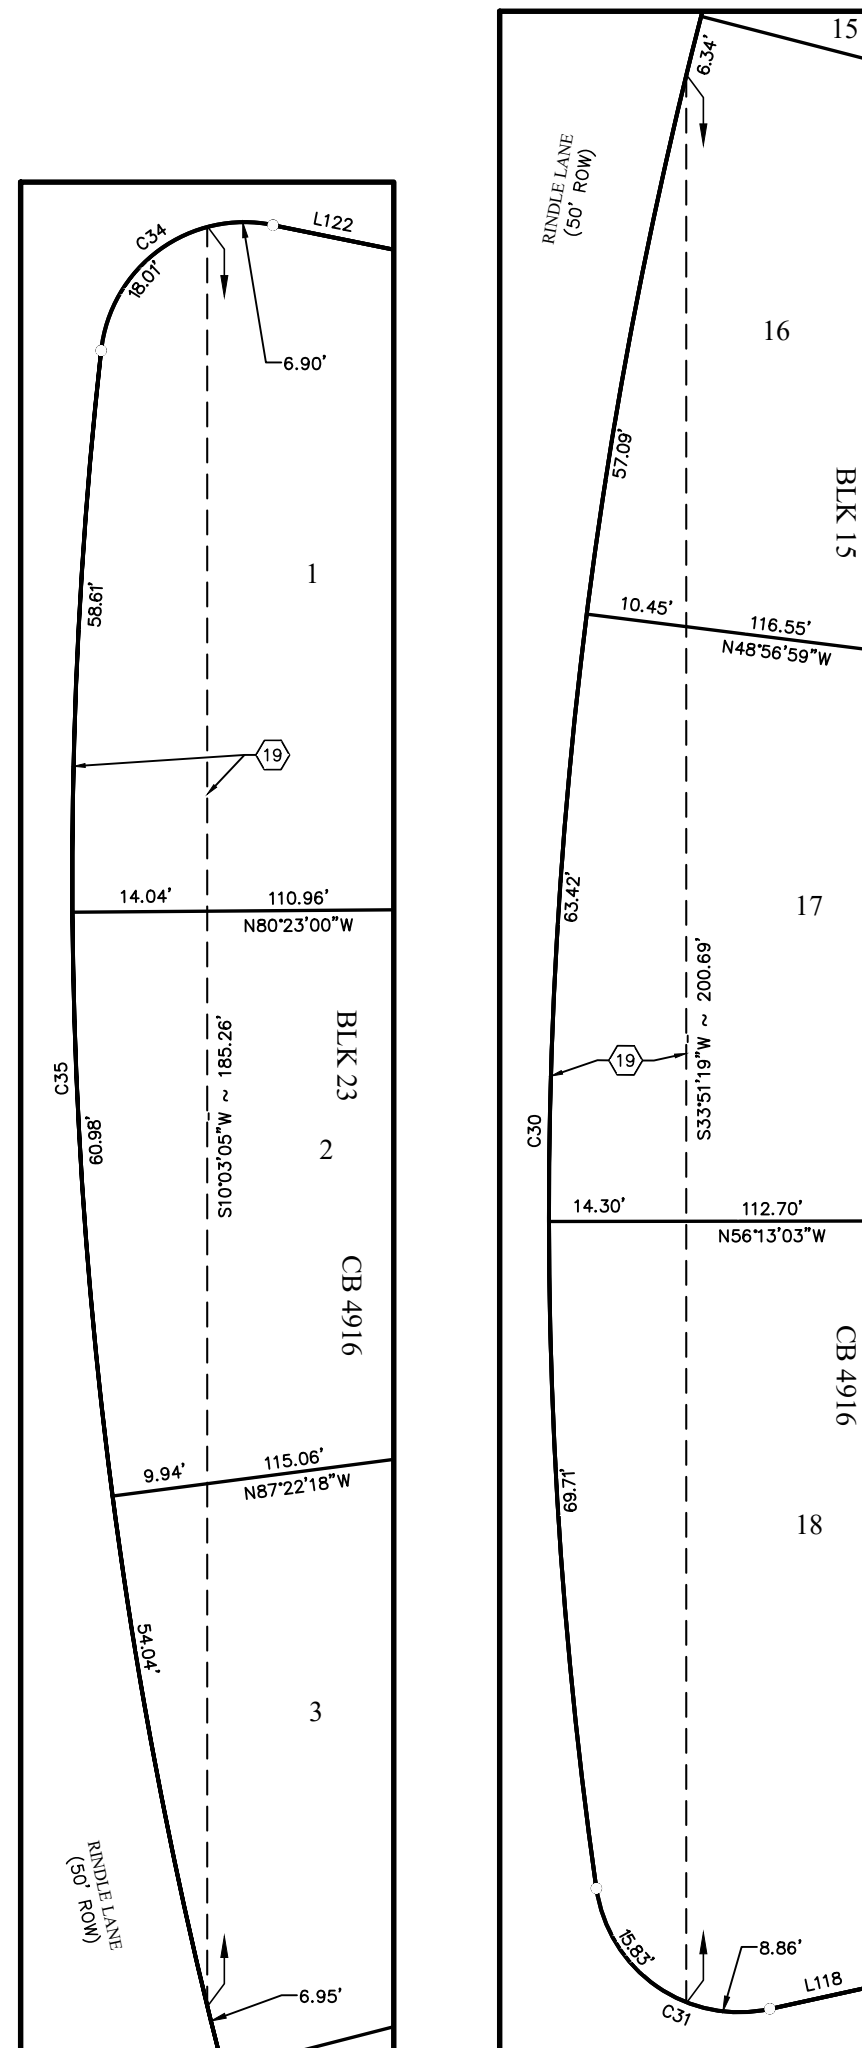 C34
L122
18.01'
6.90'
1
58.61'
19
14.04'
110.96'
N80°23'00"W
BLK 23
S10°03'05"W ~ 185.26'
C35
60.98'
2
CB 4916
9.94'
115.06'
N87°22'18"W
54.04'
3
RINDLE LANE
(50' ROW)
6.95'
15
6.34'
RINDLE LANE
(50' ROW)
16
57.09'
BLK 15
10.45'
116.55'
N48°56'59"W
63.42'
17
S33°51'19"W ~ 200.69'
19
C30
14.30'
112.70'
N56°13'03"W
CB 4916
69.71'
18
15.83'
8.86'
C31
L118